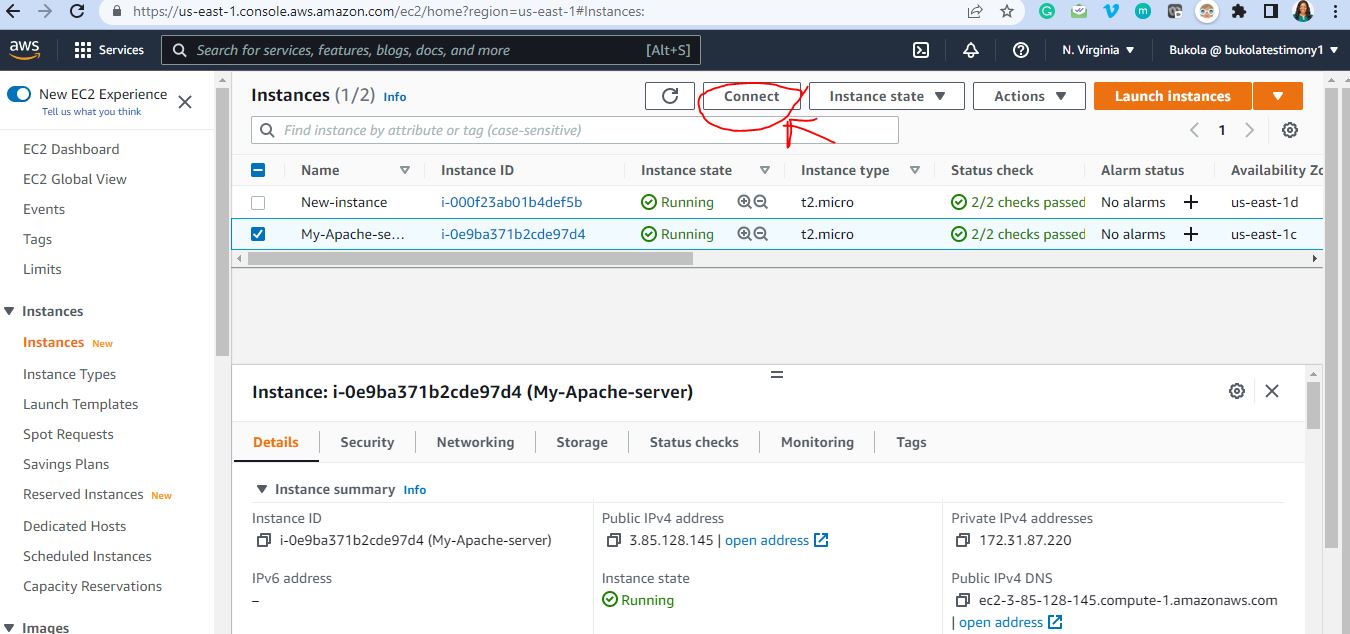 https://us-east-1.console.aws.amazon.com/ec2/home?region=us-east-1#Instances:
aws Services Search for services, features, blogs, docs, and more [Alt+S] N. Virginia ▼ Bukola @ bukolatestimony1 ▼
New EC2 Experience
Tell us what you think
EC2 Dashboard
EC2 Global View
Events
Tags
Limits
Instances
Instances New
Instance Types
Launch Templates
Spot Requests
Savings Plans
Reserved Instances New
Dedicated Hosts
Scheduled Instances
Capacity Reservations
Images
Instances (1/2) Info Connect Instance state ▼ Actions ▼ Launch instances ▼
Find instance by attribute or tag (case-sensitive) 1
Name Instance ID Instance state Instance type Status check Alarm status Availability Zo
New-instance i-000f23ab01b4def5b Running t2.micro 2/2 checks passed No alarms + us-east-1d
My-Apache-se... i-0e9ba371b2cde97d4 Running t2.micro 2/2 checks passed No alarms + us-east-1c
Instance: i-0e9ba371b2cde97d4 (My-Apache-server)
Details Security Networking Storage Status checks Monitoring Tags
Instance summary Info
Instance ID
i-0e9ba371b2cde97d4 (My-Apache-server)
IPv6 address
–
Public IPv4 address
3.85.128.145 | open address
Instance state
Running
Private IPv4 addresses
172.31.87.220
Public IPv4 DNS
ec2-3-85-128-145.compute-1.amazonaws.com
| open address